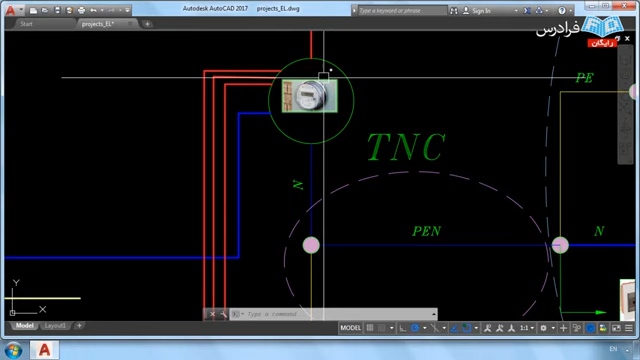 Autodesk AutoCAD 2017 projects_EL.dwg
Type a keyword or phrase
Sign In
Start
projects_EL*
فرادرس
رایگان
PE
TNC
N
PEN
N
Y
X
Type a command
Model
Layout1
MODEL
1:1
EN